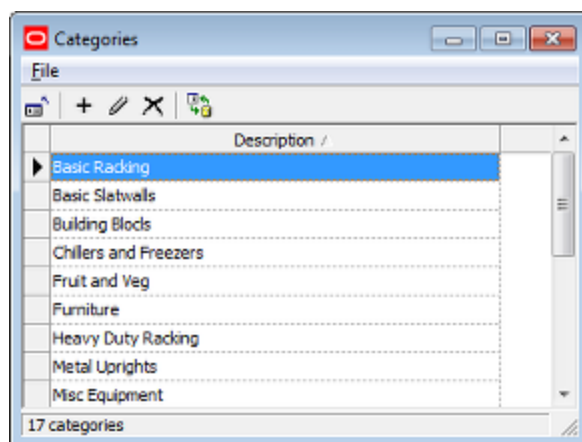 Categories
File
Description /
Basic Racking
Basic Slatwalls
Building Blocls
Chillers and Freezers
Fruit and Veg
Furniture
Heavy Duty Racking
Metal Uprights
Misc Equipment
17 categories